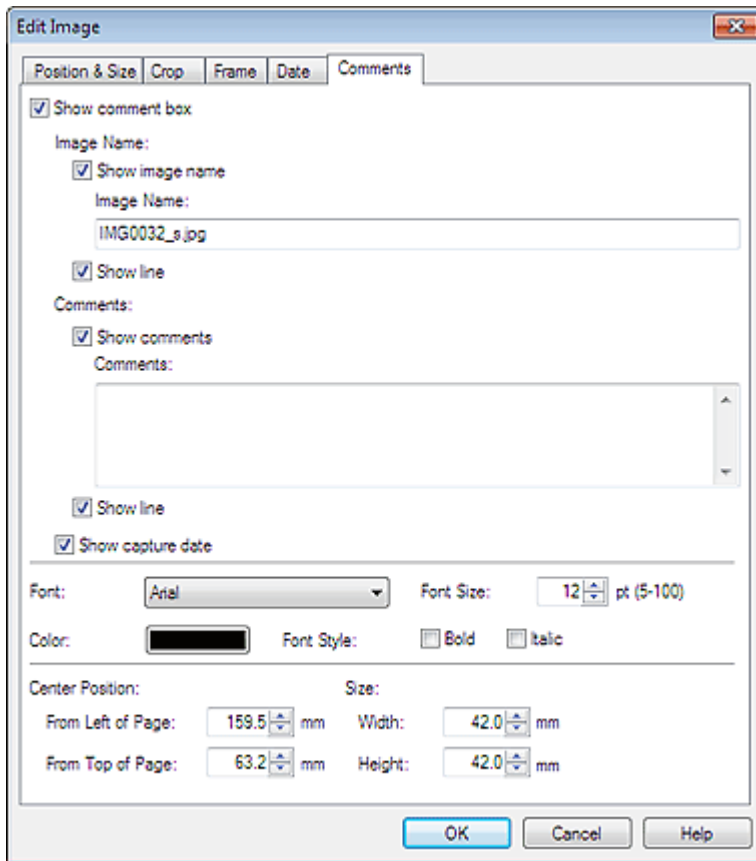 Edit Image
Position & Size Crop Frame Date Comments
Show comment box
Image Name:
Show image name
Image Name:
IMG0032_s.jpg
Show line
Comments:
Show comments
Comments:
Show line
Show capture date
Font: Arial Font Size: 12 pt (5-100)
Color: Font Style: Bold Italic
Center Position: Size:
From Left of Page: 159.5 mm Width: 42.0 mm
From Top of Page: 63.2 mm Height: 42.0 mm
OK Cancel Help